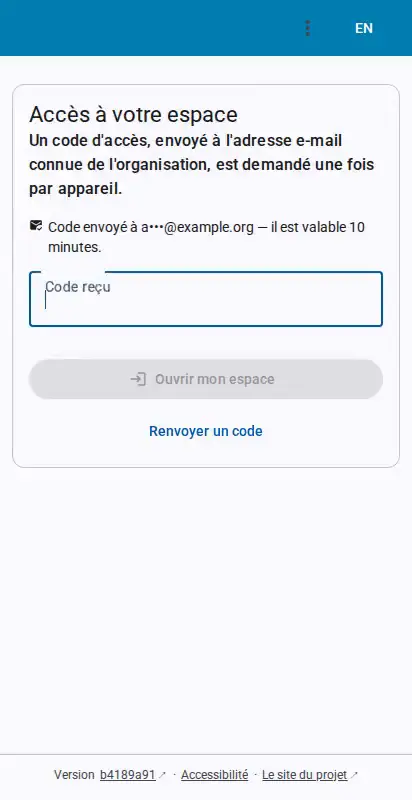 EN
Accès à votre espace
Un code d'accès, envoyé à l'adresse e-mail
connue de l'organisation, est demandé une fois
par appareil.
Code envoyé à a•••@example.org — il est valable 10
minutes.
Code reçu
Ouvrir mon espace
Renvoyer un code
Version b4189a91 ↗ · Accessibilité · Le site du projet ↗